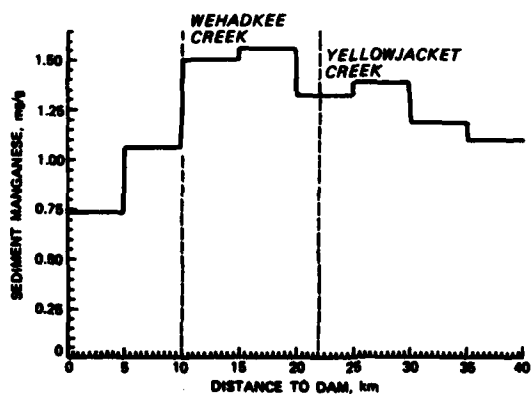 WEHADKEE
CREEK
YELLOWJACKET
CREEK
SEDIMENT MANGANESE, mg/g
1.50
1.25
1.00
0.75
0.50
0.25
0
0 5 10 15 20 25 30 35 40
DISTANCE TO DAM, km